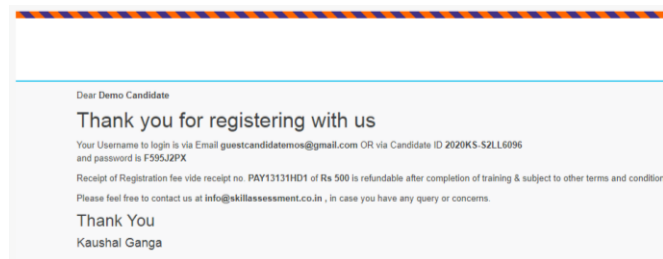 Dear Demo Candidate
Thank you for registering with us
Your Username to login is via Email guestcandidatemos@gmail.com OR via Candidate ID 2020KS-S2LL6096
and password is F595J2PX
Receipt of Registration fee vide receipt no. PAY13131HD1 of Rs 500 is refundable after completion of training & subject to other terms and condition
Please feel free to contact us at info@skillassessment.co.in , in case you have any query or concerns.
Thank You
Kaushal Ganga